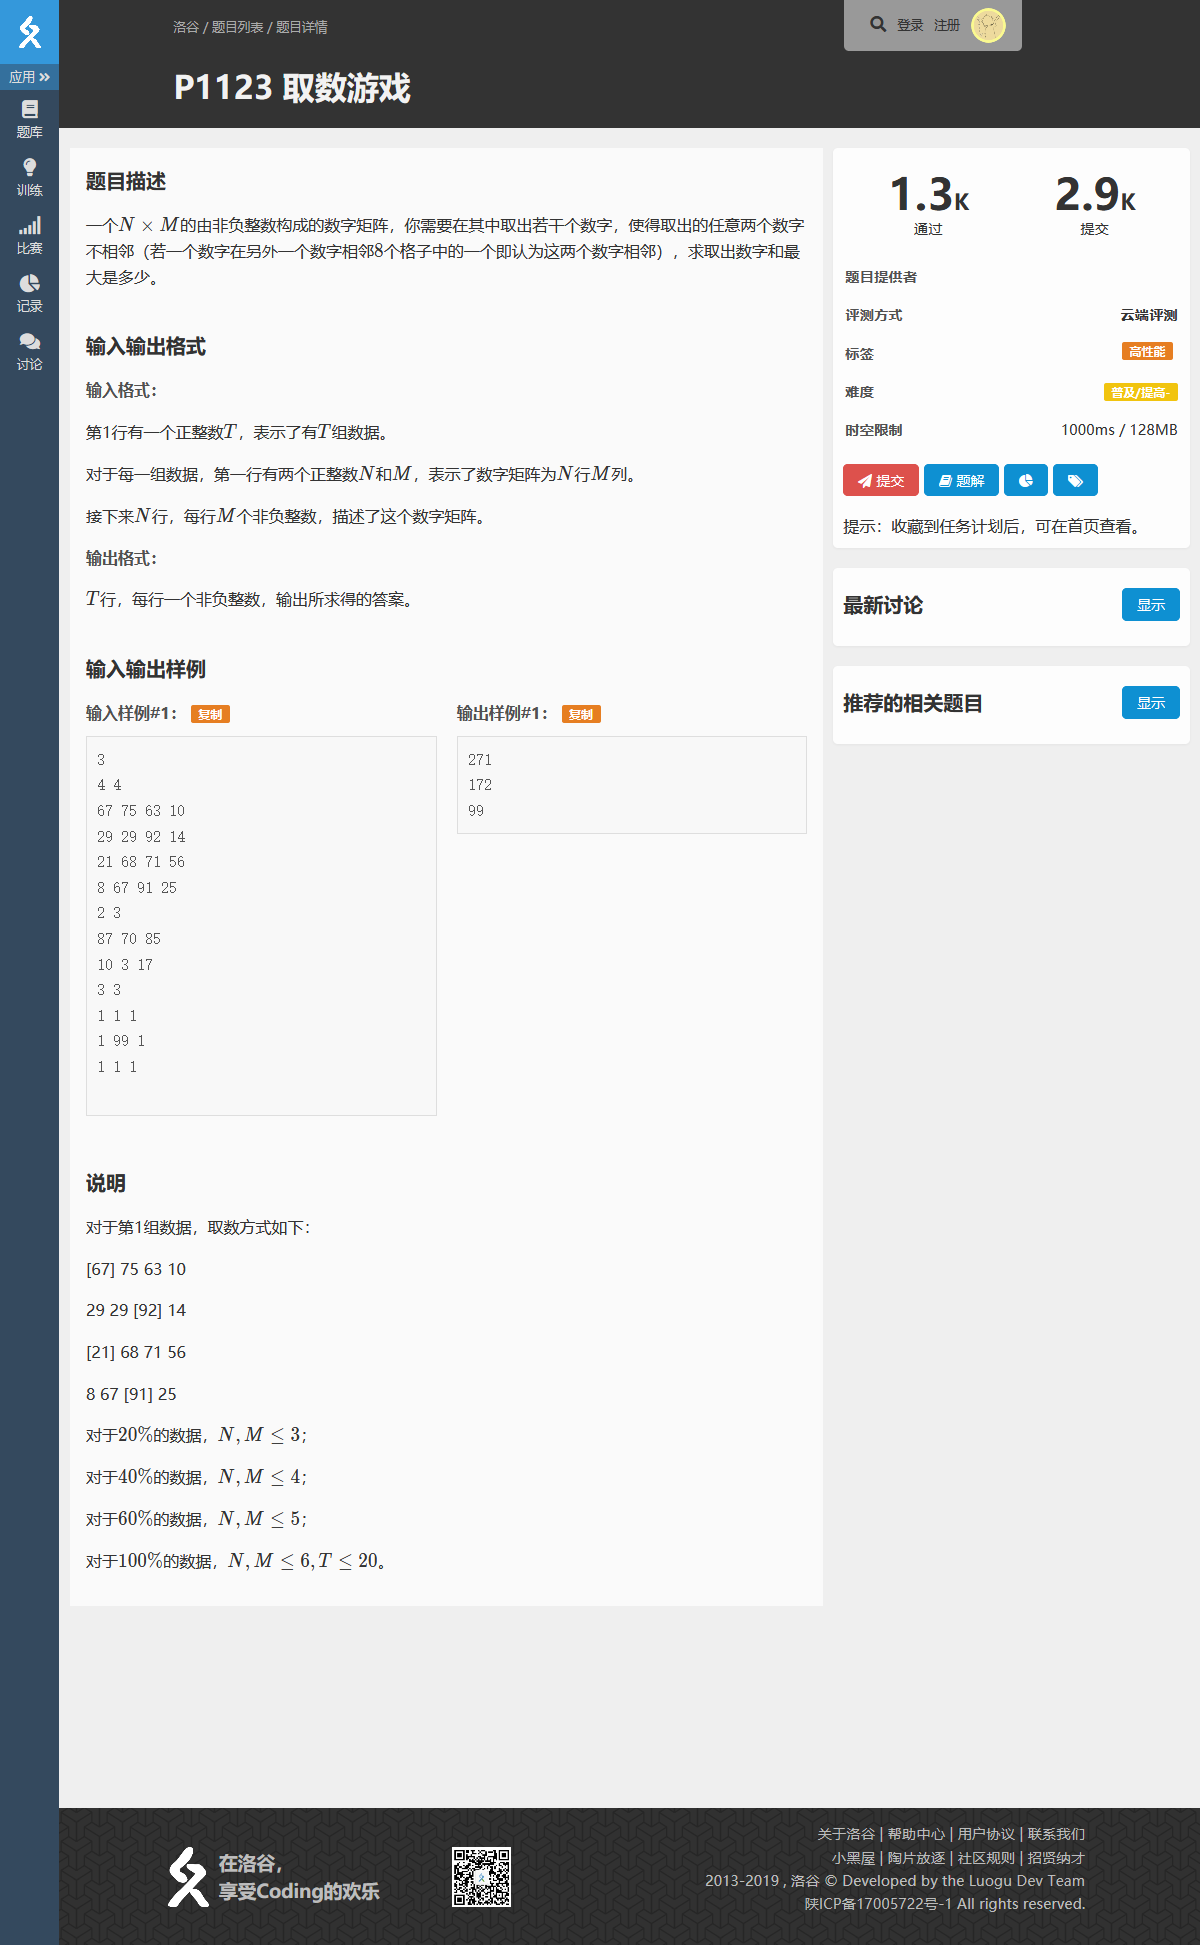 洛谷 / 题目列表 / 题目详情
登录 注册
P1123 取数游戏
应用
题库
训练
比赛
记录
讨论
题目描述
一个N × M的由非负整数构成的数字矩阵，你需要在其中取出若干个数字，使得取出的任意两个数字
不相邻（若一个数字在另外一个数字相邻8个格子中的一个即认为这两个数字相邻），求取出数字和最
大是多少。
输入输出格式
输入格式：
第1行有一个正整数T，表示了有T组数据。
对于每一组数据，第一行有两个正整数N和M，表示了数字矩阵为N行M列。
接下来N行，每行M个非负整数，描述了这个数字矩阵。
输出格式：
T行，每行一个非负整数，输出所求得的答案。
输入输出样例
输入样例#1： 复制
3
4 4
67 75 63 10
29 29 92 14
21 68 71 56
8 67 91 25
2 3
87 70 85
10 3 17
3 3
1 1 1
1 99 1
1 1 1
输出样例#1： 复制
271
172
99
说明
对于第1组数据，取数方式如下：
[67] 75 63 10
29 29 [92] 14
[21] 68 71 56
8 67 [91] 25
对于20%的数据，N, M ≤ 3；
对于40%的数据，N, M ≤ 4；
对于60%的数据，N, M ≤ 5；
对于100%的数据，N, M ≤ 6, T ≤ 20。
1.3K 2.9K
通过 提交
题目提供者
评测方式 云端评测
标签 高性能
难度 普及/提高-
时空限制 1000ms / 128MB
提交 题解
提示：收藏到任务计划后，可在首页查看。
最新讨论 显示
推荐的相关题目 显示
在洛谷，
享受Coding的欢乐
关于洛谷 | 帮助中心 | 用户协议 | 联系我们
小黑屋 | 陶片放逐 | 社区规则 | 招贤纳才
2013-2019 , 洛谷 © Developed by the Luogu Dev Team
陕ICP备17005722号-1 All rights reserved.